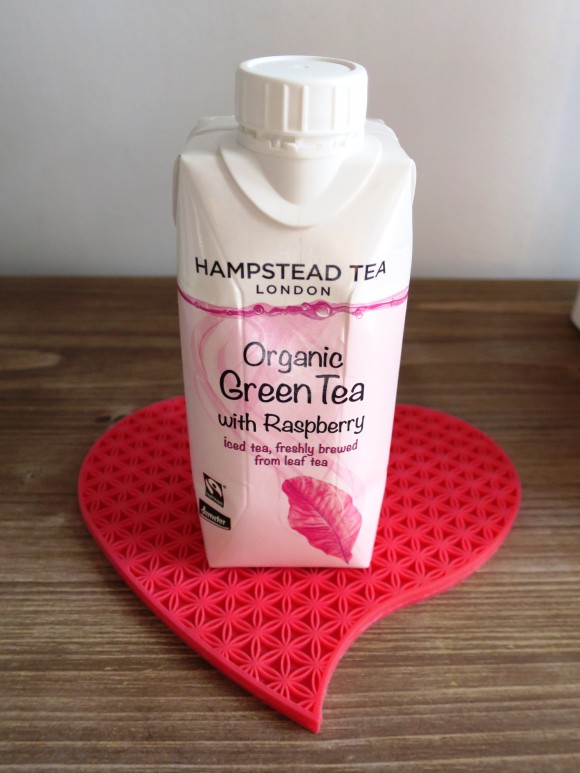 HAMPSTEAD TEA
LONDON
Organic
Green Tea
with Raspberry
iced tea, freshly brewed
from leaf tea